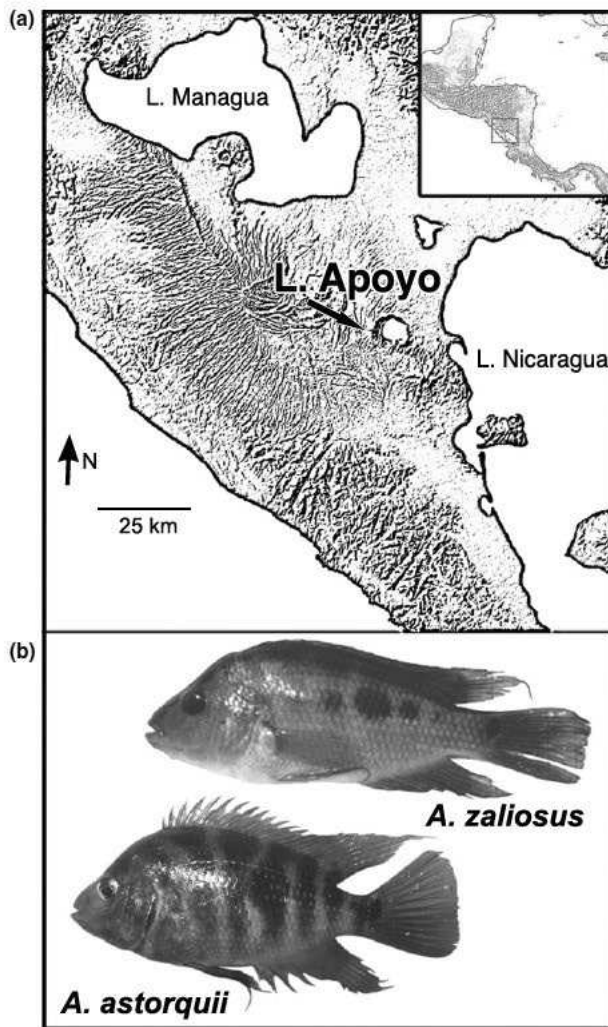 (a)
L. Managua
L. Apoyo
L. Nicaragua
N
25 km
(b)
A. zaliosus
A. astorquii